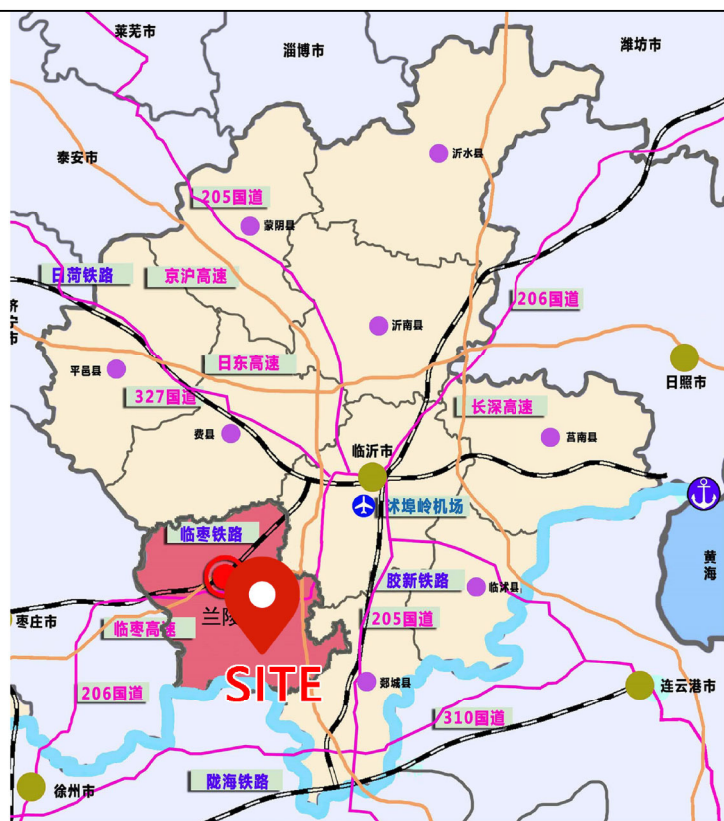 莱芜市
淄博市
潍坊市
泰安市
沂水县
205国道
蒙阴县
日菏铁路
京沪高速
206国道
济宁市
沂南县
日东高速
平邑县
日照市
327国道
长深高速
费县
临沂市
莒南县
沭埠岭机场
临枣铁路
黄海
胶新铁路
临沭县
兰陵
枣庄市
临枣高速
205国道
SITE
206国道
郯城县
连云港市
310国道
陇海铁路
徐州市